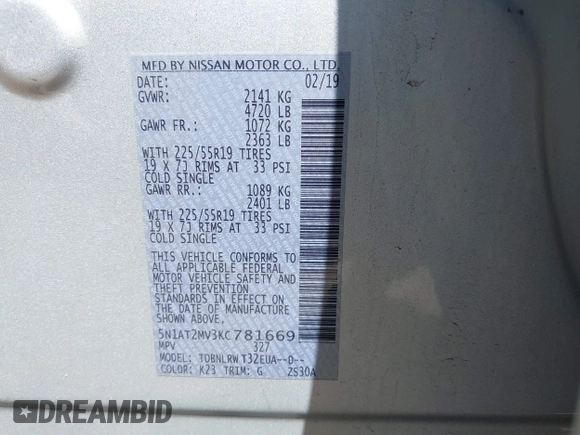 MFD BY NISSAN MOTOR CO., LTD.
DATE: 02/19
GVWR: 2141 KG
4720 LB
GAWR FR.: 1072 KG
2363 LB
WITH 225/55R19 TIRES
19 X 7J RIMS AT 33 PSI
COLD SINGLE
GAWR RR.: 1089 KG
2401 LB
WITH 225/55R19 TIRES
19 X 7J RIMS AT 33 PSI
COLD SINGLE
THIS VEHICLE CONFORMS TO
ALL APPLICABLE FEDERAL
MOTOR VEHICLE SAFETY AND
THEFT PREVENTION
STANDARDS IN EFFECT ON
THE DATE OF MANUFACTURE
SHOWN ABOVE.
5N1AT2MV3KC781669
MPV 327
MODEL: TDBNLRWT32EUA--D--
COLOR: K23 TRIM: G ZS30A
DREAMBID